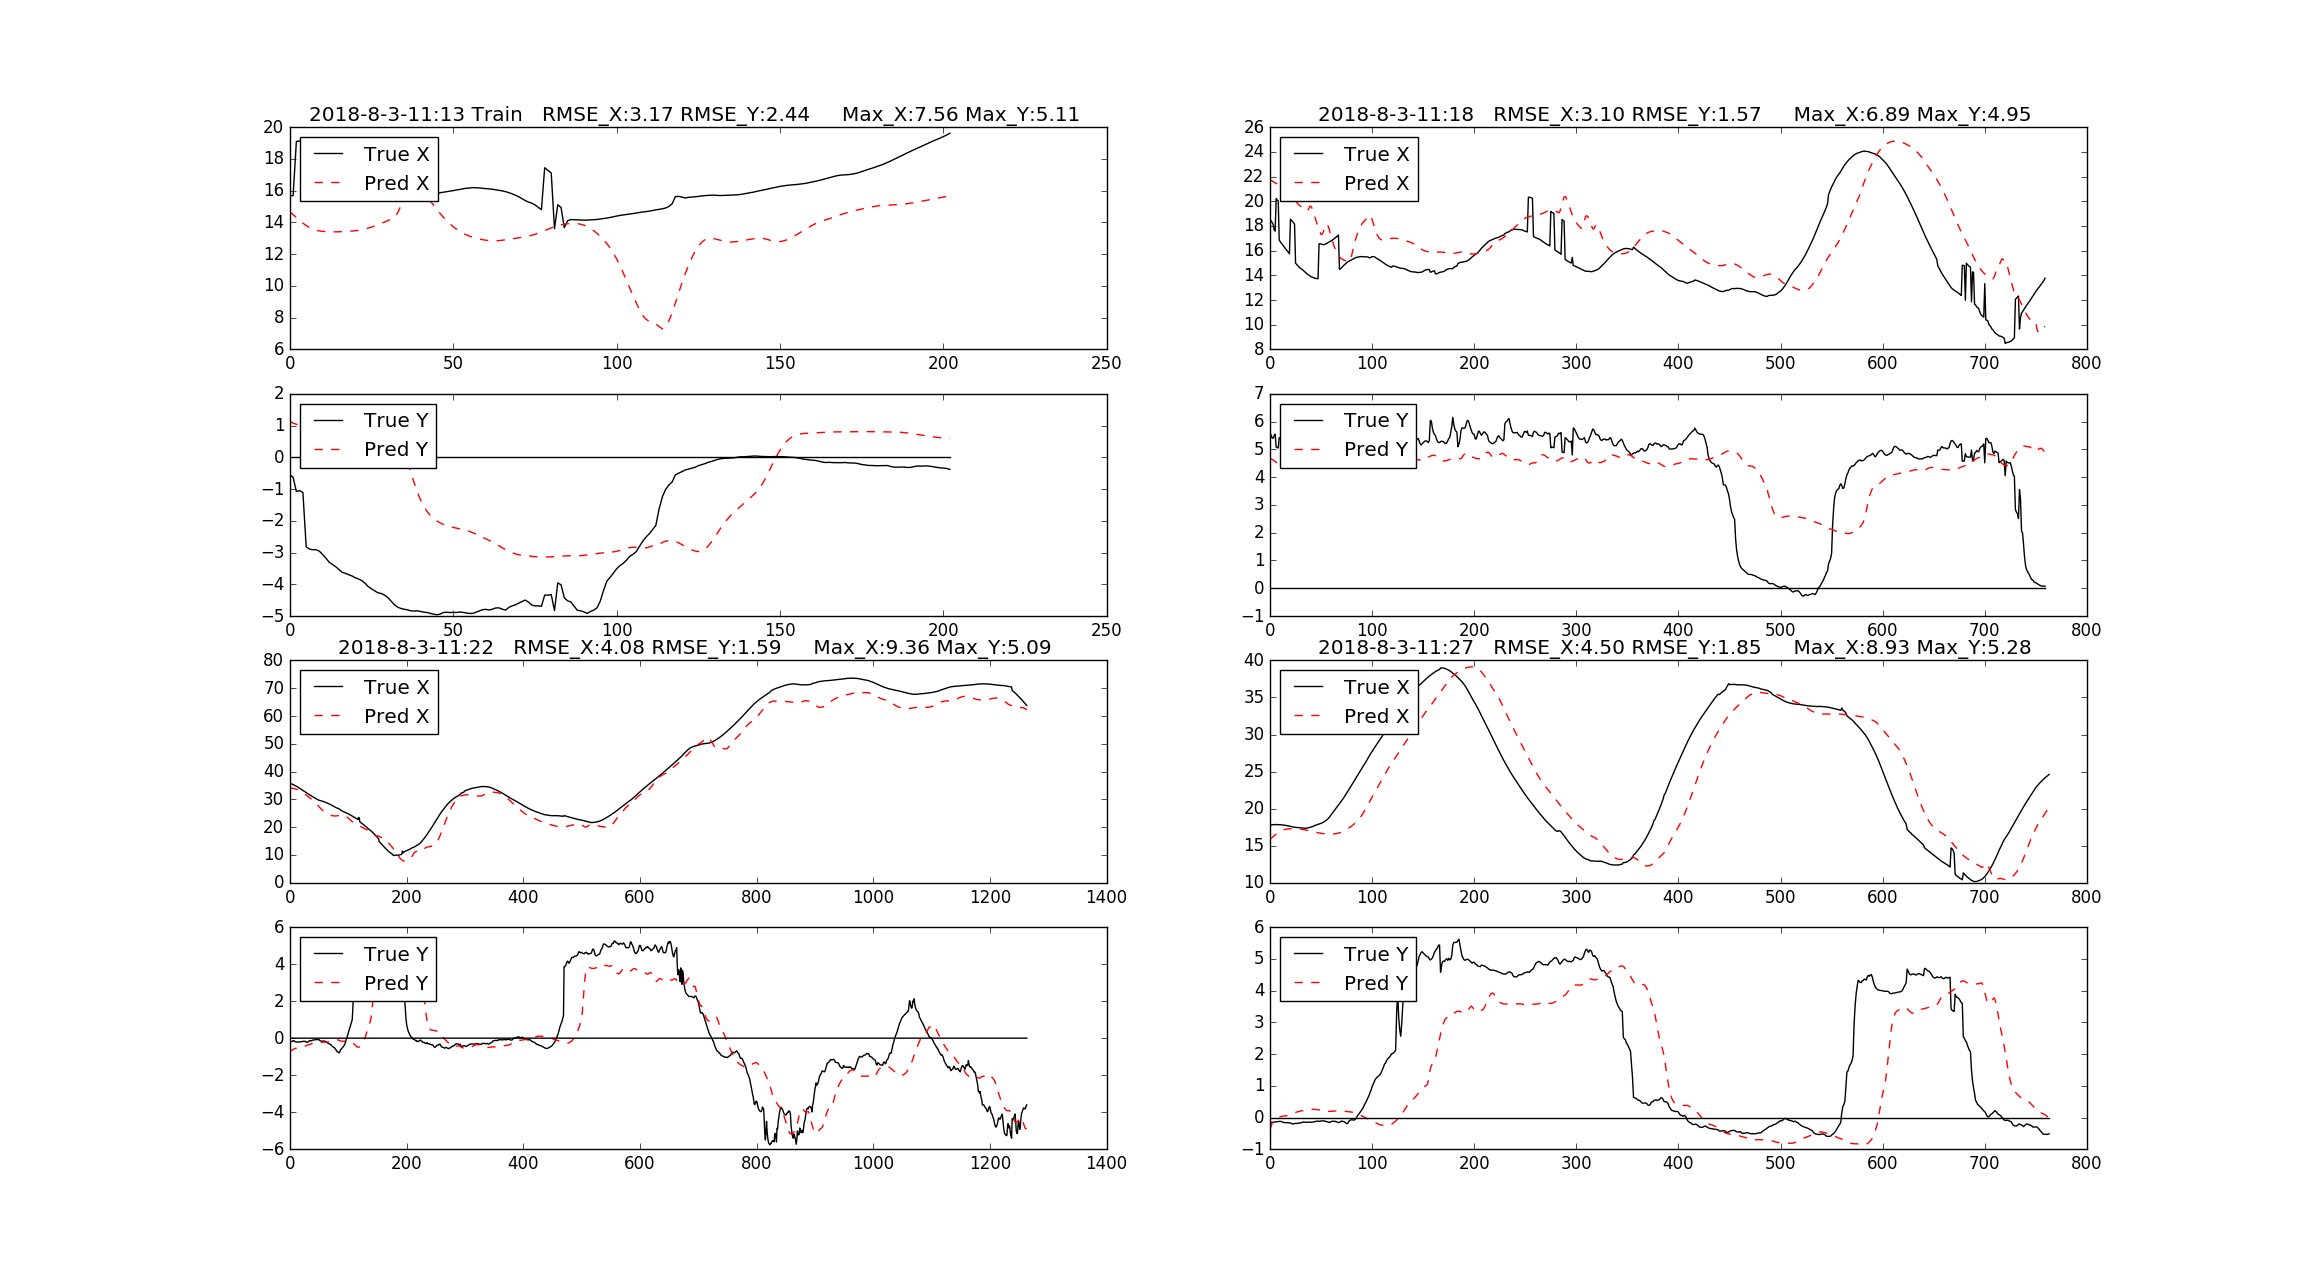 2018-8-3-11:13 Train RMSE_X:3.17 RMSE_Y:2.44 Max_X:7.56 Max_Y:5.11
20
18
16
14
12
10
8
6
True X
Pred X
0 50 100 150 200 250
2
1
0
−1
−2
−3
−4
−5
True Y
Pred Y
0 50 100 150 200 250
2018-8-3-11:18 RMSE_X:3.10 RMSE_Y:1.57 Max_X:6.89 Max_Y:4.95
26
24
22
20
18
16
14
12
10
8
True X
Pred X
0 100 200 300 400 500 600 700 800
7
6
5
4
3
2
1
0
−1
True Y
Pred Y
0 100 200 300 400 500 600 700 800
2018-8-3-11:22 RMSE_X:4.08 RMSE_Y:1.59 Max_X:9.36 Max_Y:5.09
80
70
60
50
40
30
20
10
0
True X
Pred X
0 200 400 600 800 1000 1200 1400
6
4
2
0
−2
−4
−6
True Y
Pred Y
0 200 400 600 800 1000 1200 1400
2018-8-3-11:27 RMSE_X:4.50 RMSE_Y:1.85 Max_X:8.93 Max_Y:5.28
40
35
30
25
20
15
10
True X
Pred X
0 100 200 300 400 500 600 700 800
6
5
4
3
2
1
0
−1
True Y
Pred Y
0 100 200 300 400 500 600 700 800